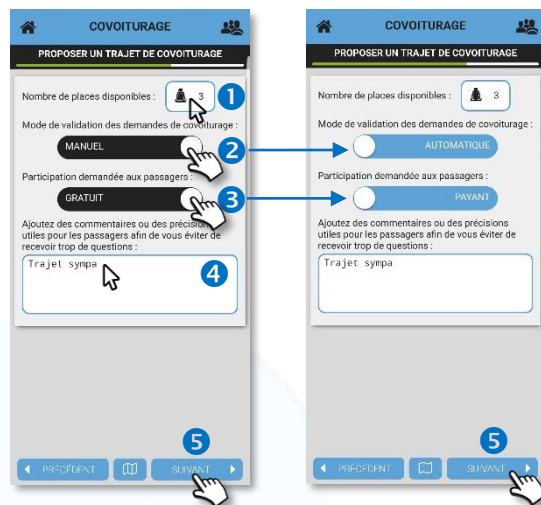 COVOITURAGE
PROPOSER UN TRAJET DE COVOITURAGE
Nombre de places disponibles :
3
1
Mode de validation des demandes de covoiturage :
MANUEL
2
Participation demandée aux passagers :
GRATUIT
3
Ajoutez des commentaires ou des précisions
utiles pour les passagers afin de vous éviter de
recevoir trop de questions :
Trajet sympa
4
5
PRÉCÉDENT
SUIVANT
COVOITURAGE
PROPOSER UN TRAJET DE COVOITURAGE
Nombre de places disponibles :
3
Mode de validation des demandes de covoiturage :
AUTOMATIQUE
Participation demandée aux passagers :
PAYANT
Ajoutez des commentaires ou des précisions
utiles pour les passagers afin de vous éviter de
recevoir trop de questions :
Trajet sympa
5
PRÉCÉDENT
SUIVANT